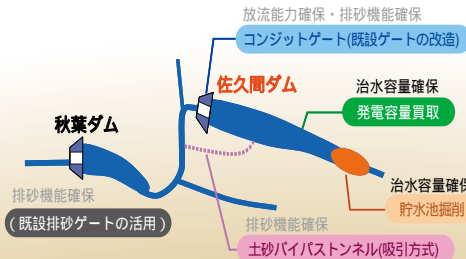 放流能力確保・排砂機能確保
コンジットゲート(既設ゲートの改造)
佐久間ダム
治水容量確保
発電容量買取
秋葉ダム
治水容量確保
貯水池掘削
排砂機能確保
(既設排砂ゲートの活用)
排砂機能確保
土砂バイパストンネル(吸引方式)